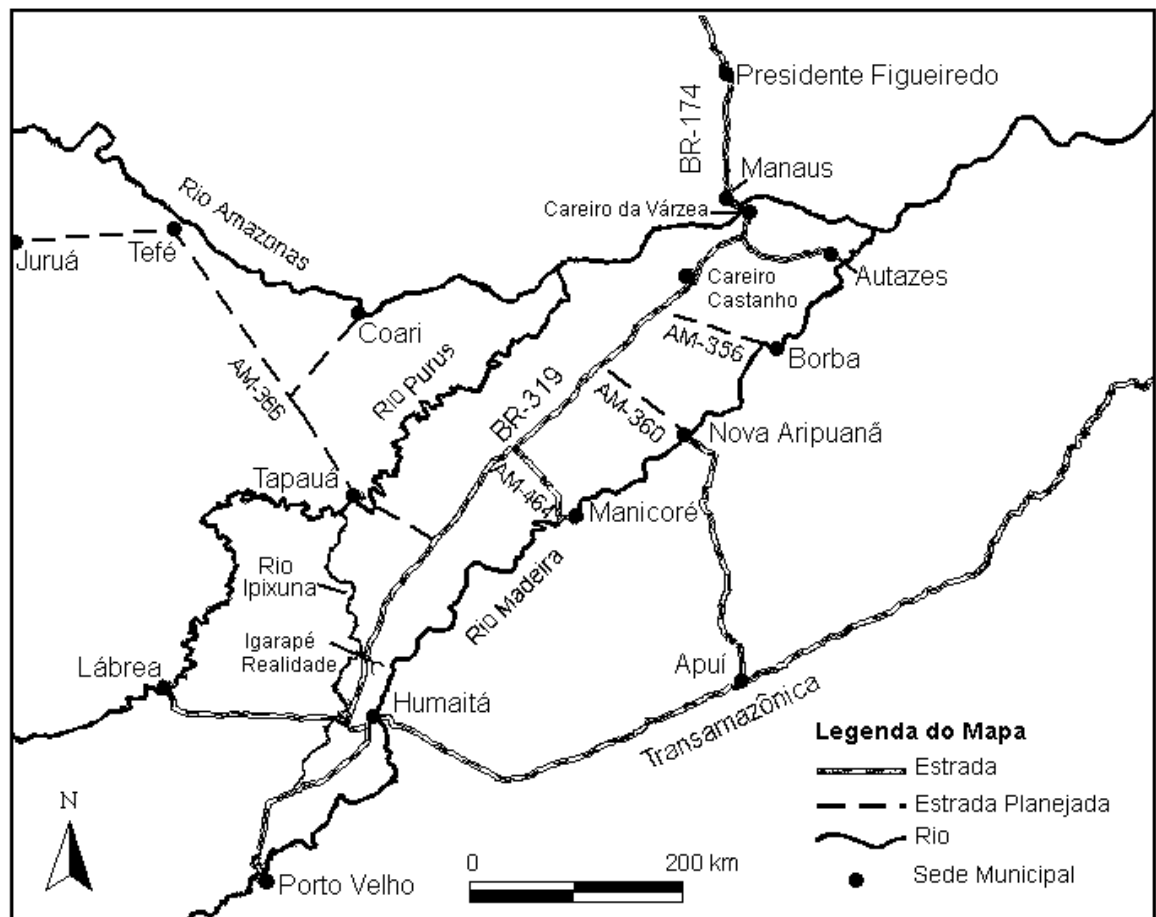 Presidente Figueiredo
BR-174
Manaus
Careiro da Várzea
Rio Amazonas
Juruá
Tefé
Autazes
Careiro
Castanho
Coari
AM-356
Borba
AM-366
Rio Purus
BR-319
AM-360
Nova Aripuanã
Tapauá
AM-464
Manicoré
Rio
Ipixuna
Rio Madeira
Igarapé
Realidade
Lábrea
Apuí
Humaitá
Transamazônica
Legenda do Mapa
Estrada
Estrada Planejada
Rio
Sede Municipal
N
0 200 km
Porto Velho